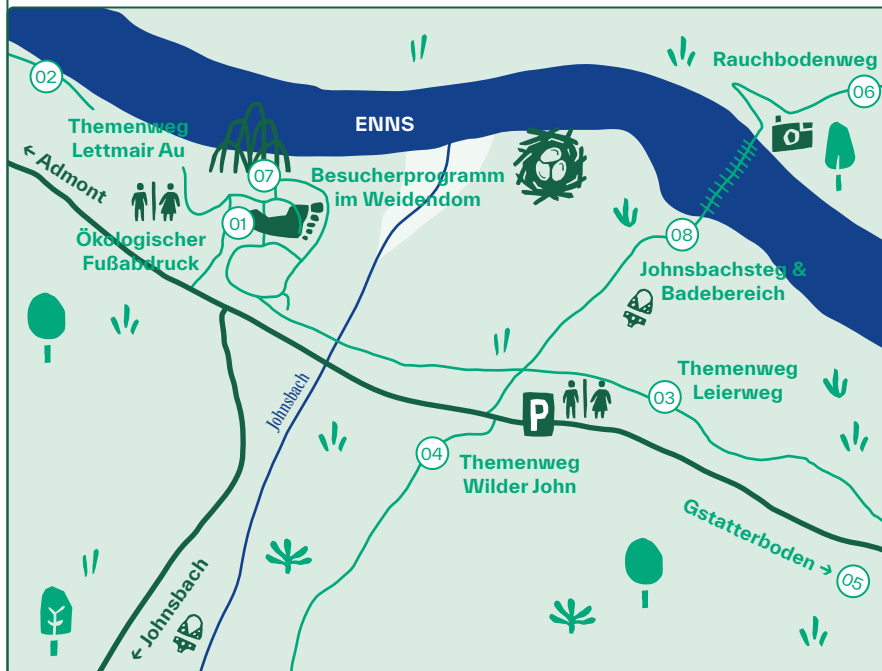 Rauchbodenweg
06
02
ENNS
Themenweg
Lettmair Au
← Admont
07
Besucherprogramm
im Weidendom
01
Ökologischer
Fußabdruck
08
Johnsbachsteg &
Badebereich
Themenweg
Leierweg
03
Johnsbach
P
04
Themenweg
Wilder John
Gstatterboden →
05
← Johnsbach